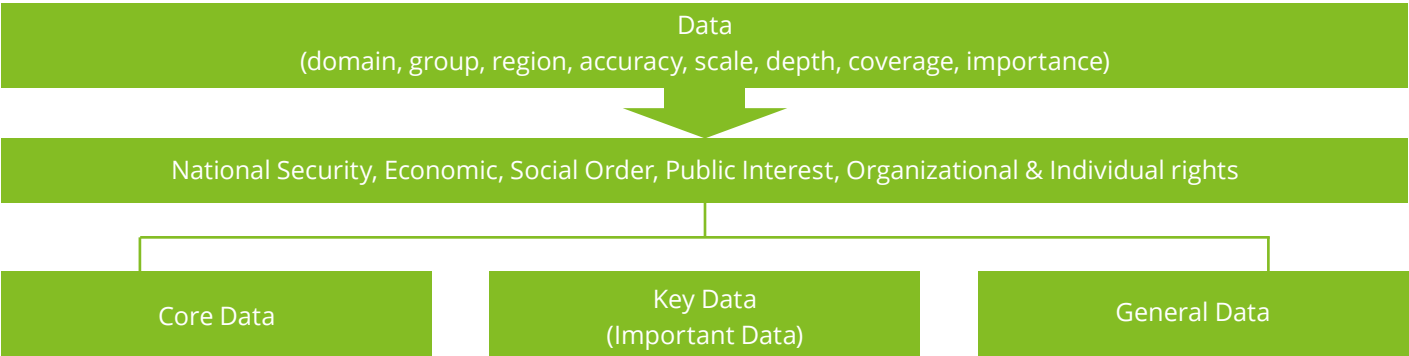 Data
(domain, group, region, accuracy, scale, depth, coverage, importance)
National Security, Economic, Social Order, Public Interest, Organizational & Individual rights
Core Data
Key Data
(Important Data)
General Data